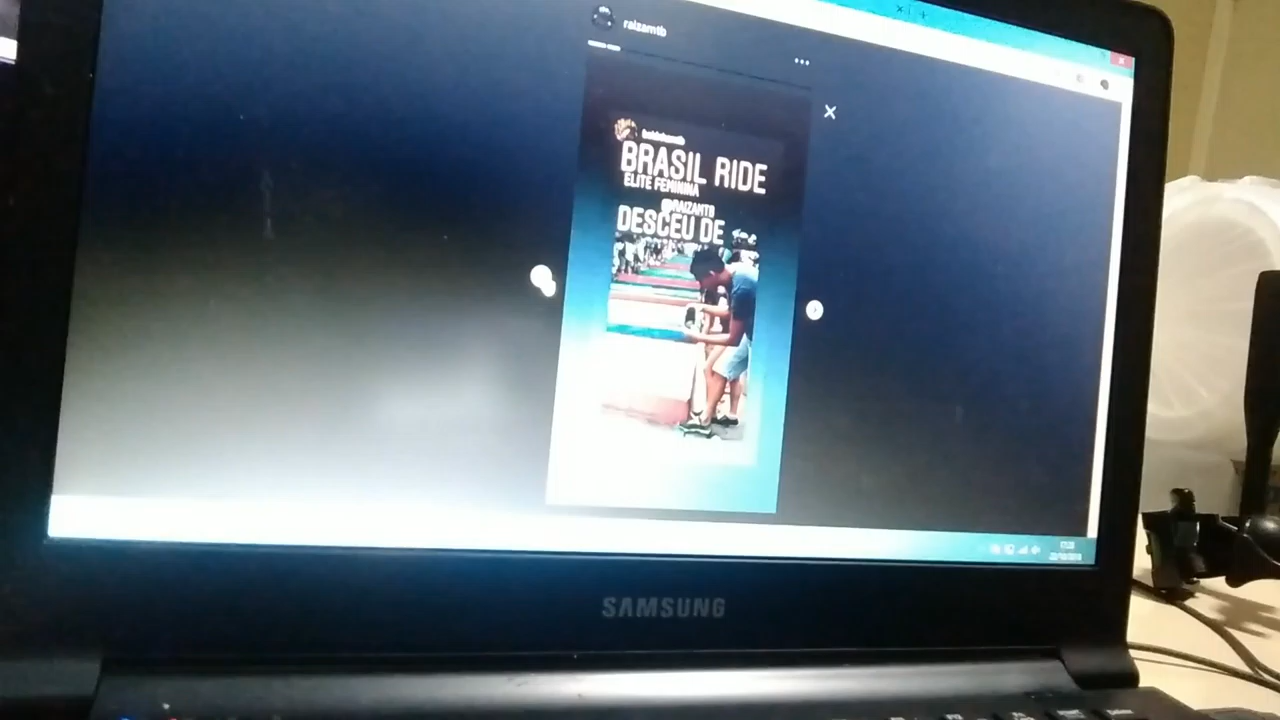 raizamtb
BRASIL RIDE
ELITE FEMININA
@RAIZAMTB
DESCEU DE
SAMSUNG